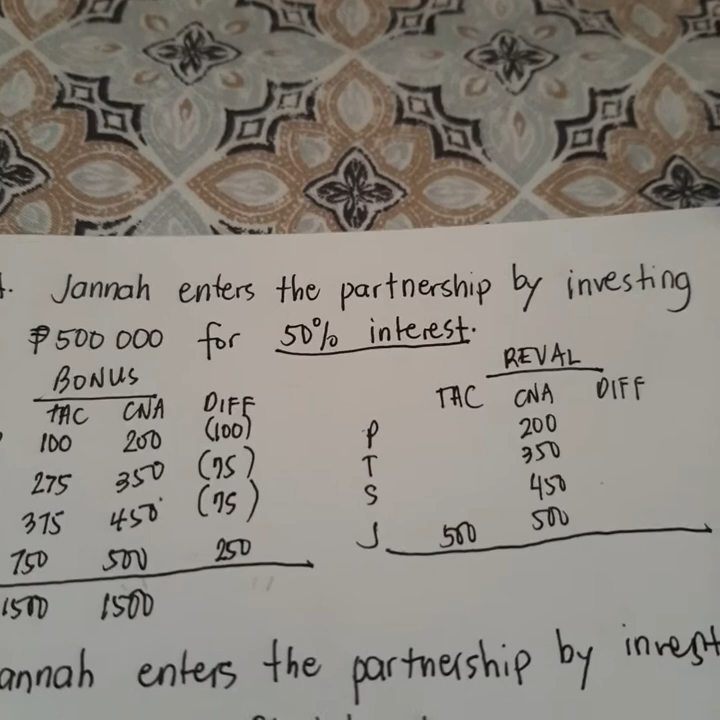 . Jannah enters the partnership by investing
₱500 000 for 50% interest.
BONUS
TAC CNA DIFF
100 200 (100)
275 350 (75)
375 450 (75)
750 500 250
1500 1500
REVAL
TAC CNA DIFF
P 200
T 350
S 450
J 500 500
annah enters the partnership by invest